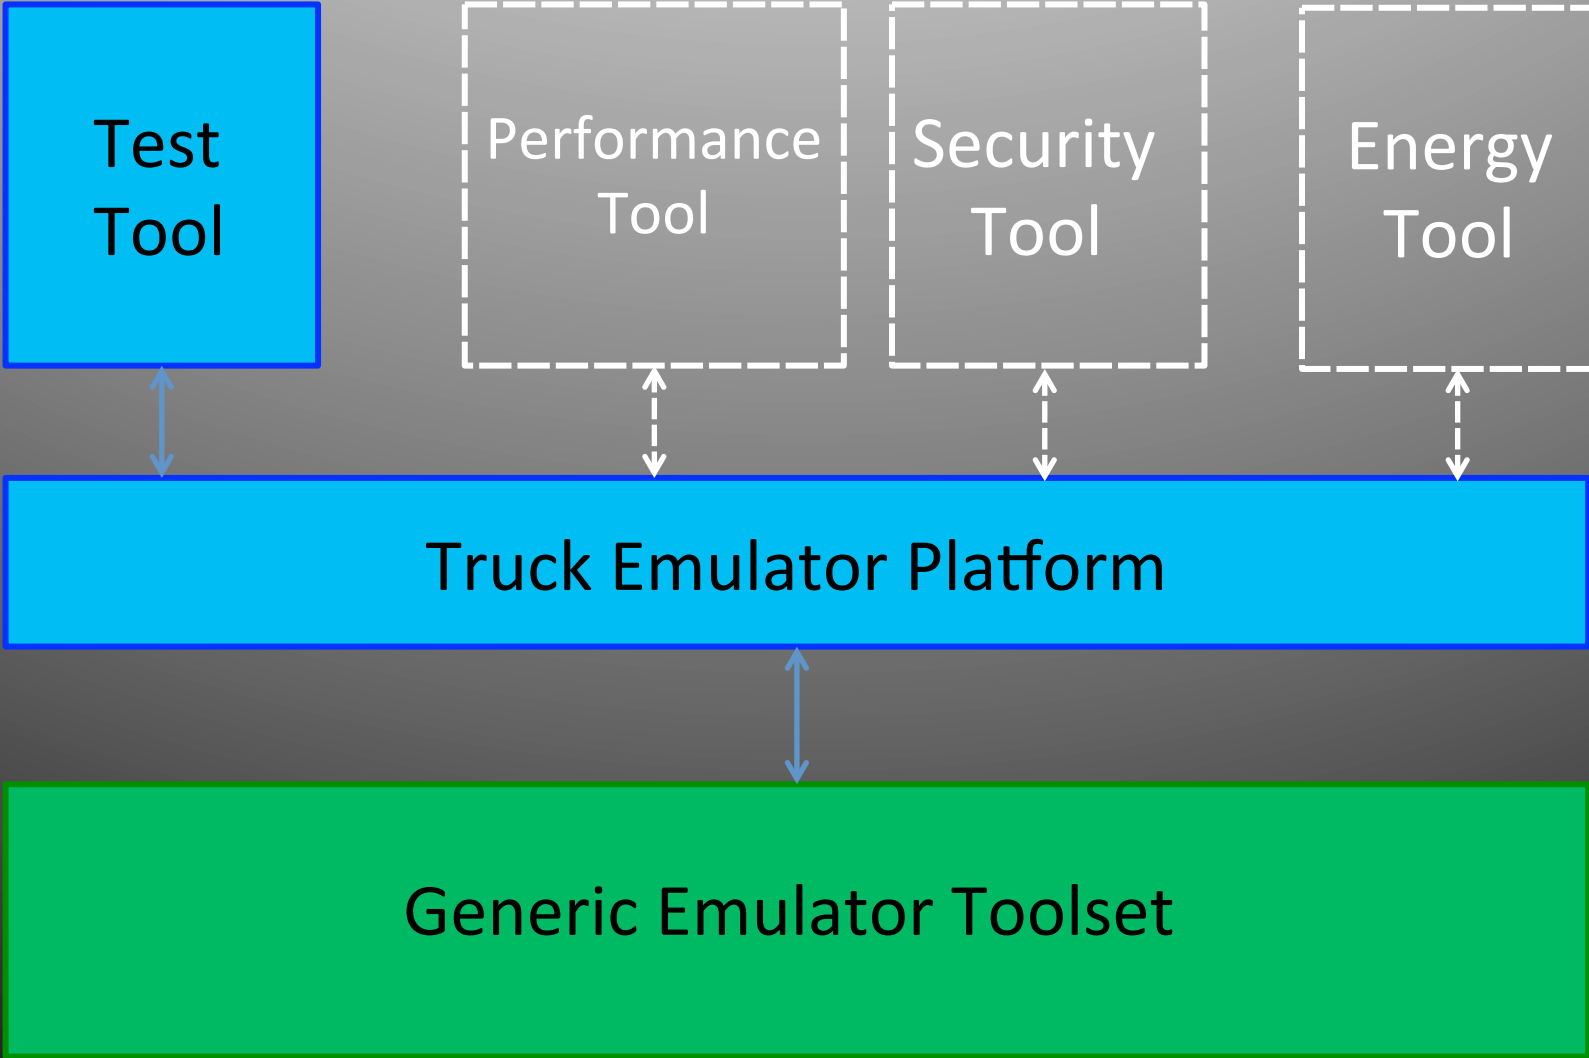 Test
Tool
Performance
Tool
Security
Tool
Energy
Tool
Truck Emulator Platform
Generic Emulator Toolset